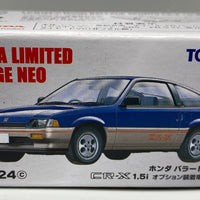 A LIMITED
GE NEO
TO
24c
CR-X 1.5i
ホンダ バラード
オプション装着車